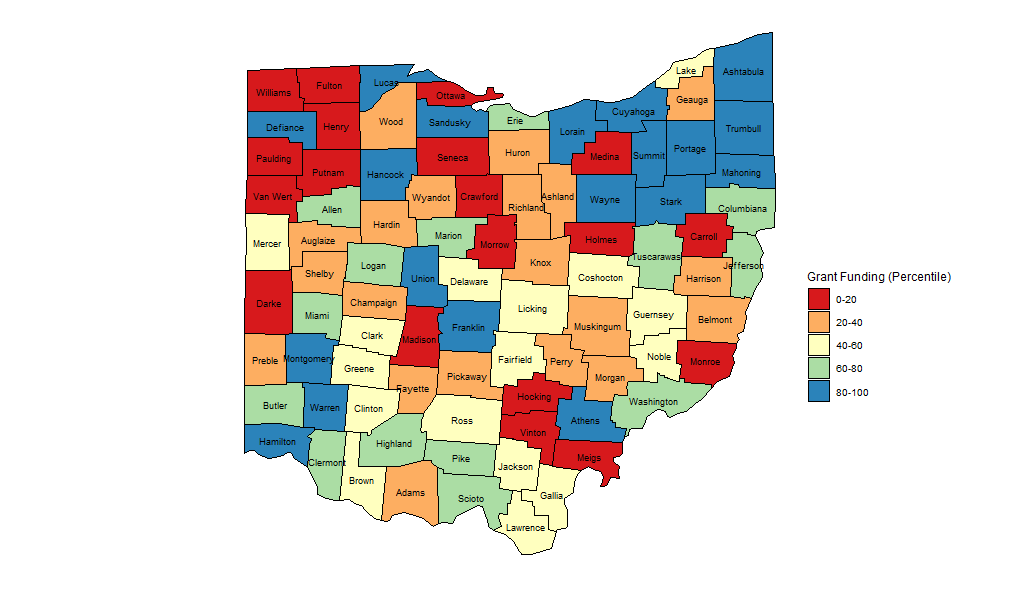 Lake
Ashtabula
Lucas
Fulton
Williams
Ottawa
Geauga
Cuyahoga
Erie
Wood
Sandusky
Defiance
Henry
Lorain
Trumbull
Portage
Huron
Summit
Medina
Seneca
Paulding
Putnam
Hancock
Mahoning
Van Wert
Wyandot
Crawford
Ashland
Wayne
Stark
Richland
Allen
Columbiana
Hardin
Marion
Carroll
Auglaize
Mercer
Morrow
Holmes
Tuscarawas
Knox
Logan
Jefferson
Shelby
Union
Delaware
Coshocton
Harrison
Grant Funding (Percentile)
0-20
20-40
40-60
60-80
80-100
Darke
Champaign
Miami
Licking
Guernsey
Belmont
Franklin
Muskingum
Clark
Madison
Preble
Montgomery
Fairfield
Perry
Noble
Monroe
Greene
Pickaway
Morgan
Fayette
Hocking
Washington
Butler
Warren
Clinton
Ross
Athens
Vinton
Hamilton
Highland
Pike
Meigs
Clermont
Jackson
Brown
Adams
Scioto
Gallia
Lawrence